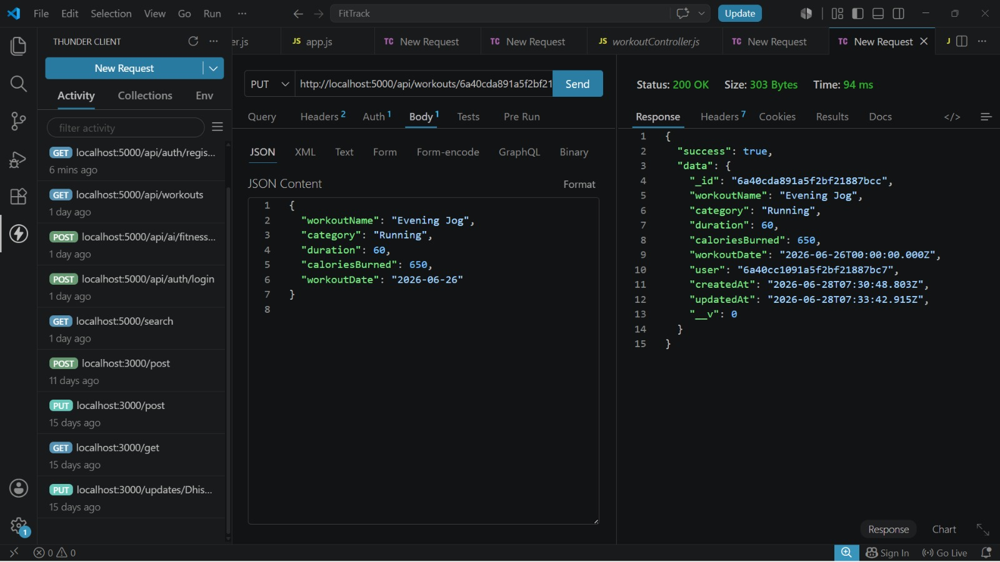 File Edit Selection View Go Run ··· FitTrack Update
THUNDER CLIENT
er.js
JS app.js
TC New Request
TC New Request
JS workoutController.js
TC New Request
TC New Request
J
New Request
Activity Collections Env
filter activity
GET localhost:5000/api/auth/regis...
6 mins ago
GET localhost:5000/api/workouts
1 day ago
POST localhost:5000/api/ai/fitness...
1 day ago
POST localhost:5000/api/auth/login
1 day ago
GET localhost:5000/search
1 day ago
POST localhost:3000/post
11 days ago
PUT localhost:3000/post
15 days ago
GET localhost:3000/get
15 days ago
PUT localhost:3000/updates/Dhis...
15 days ago
PUT http://localhost:5000/api/workouts/6a40cda891a5f2bf21 Send
Query Headers 2 Auth 1 Body 1 Tests Pre Run
JSON XML Text Form Form-encode GraphQL Binary
JSON Content Format
1 {
2 "workoutName": "Evening Jog",
3 "category": "Running",
4 "duration": 60,
5 "caloriesBurned": 650,
6 "workoutDate": "2026-06-26"
7 }
8
Status: 200 OK Size: 303 Bytes Time: 94 ms
Response Headers 7 Cookies Results Docs </>
1 {
2 "success": true,
3 "data": {
4 "_id": "6a40cda891a5f2bf21887bcc",
5 "workoutName": "Evening Jog",
6 "category": "Running",
7 "duration": 60,
8 "caloriesBurned": 650,
9 "workoutDate": "2026-06-26T00:00:00.000Z",
10 "user": "6a40cc1091a5f2bf21887bc7",
11 "createdAt": "2026-06-28T07:30:48.803Z",
12 "updatedAt": "2026-06-28T07:33:42.915Z",
13 "__v": 0
14 }
15 }
Response Chart
1
0 0 Sign In Go Live